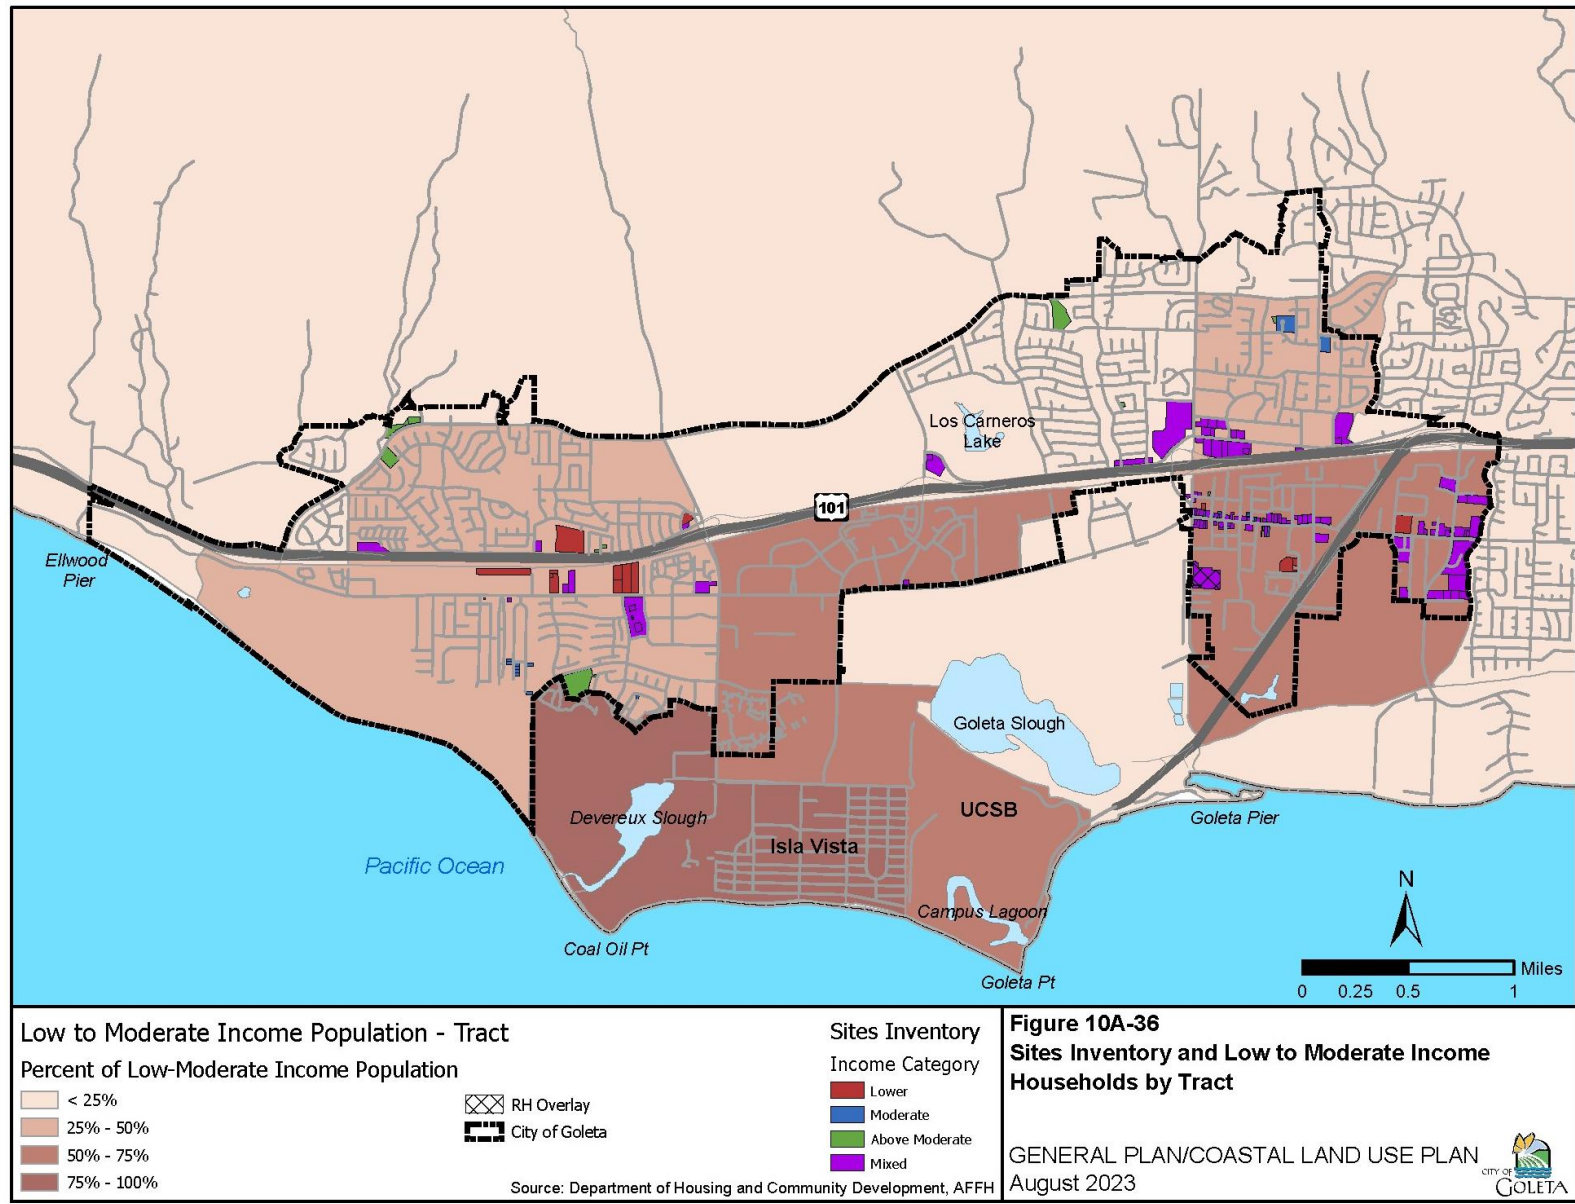 Los Carneros
Lake
101
Ellwood
Pier
Goleta Slough
UCSB
Devereux Slough
Isla Vista
Goleta Pier
Pacific Ocean
Campus Lagoon
Coal Oil Pt
Goleta Pt
N
Miles
0 0.25 0.5 1
Low to Moderate Income Population - Tract
Percent of Low-Moderate Income Population
< 25%
25% - 50%
50% - 75%
75% - 100%
RH Overlay
City of Goleta
Sites Inventory
Income Category
Lower
Moderate
Above Moderate
Mixed
Source: Department of Housing and Community Development, AFFH
Figure 10A-36
Sites Inventory and Low to Moderate Income
Households by Tract
GENERAL PLAN/COASTAL LAND USE PLAN
August 2023
CITY OF
GOLETA